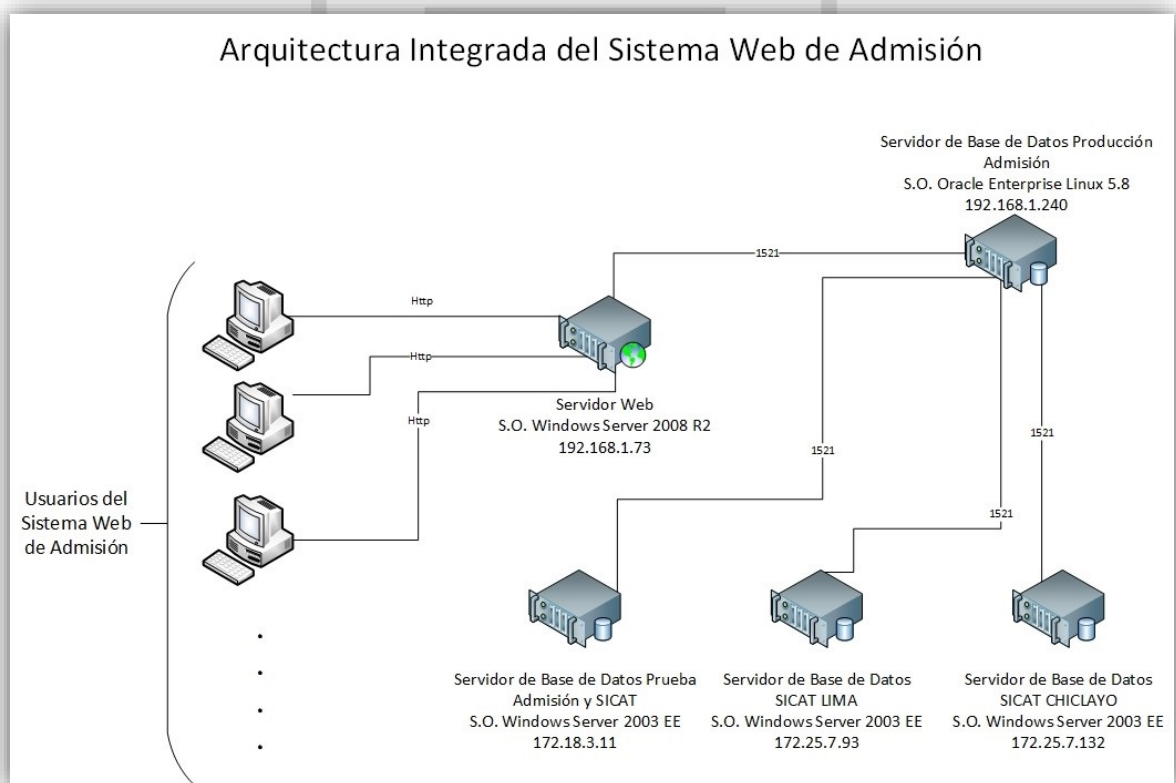 Arquitectura Integrada del Sistema Web de Admisión
Servidor de Base de Datos Producción
Admisión
S.O. Oracle Enterprise Linux 5.8
192.168.1.240
1521
Http
Http
Http
Servidor Web
S.O. Windows Server 2008 R2
192.168.1.73
1521
1521
1521
Usuarios del
Sistema Web
de Admisión
Servidor de Base de Datos Prueba
Admisión y SICAT
S.O. Windows Server 2003 EE
172.18.3.11
Servidor de Base de Datos
SICAT LIMA
S.O. Windows Server 2003 EE
172.25.7.93
Servidor de Base de Datos
SICAT CHICLAYO
S.O. Windows Server 2003 EE
172.25.7.132